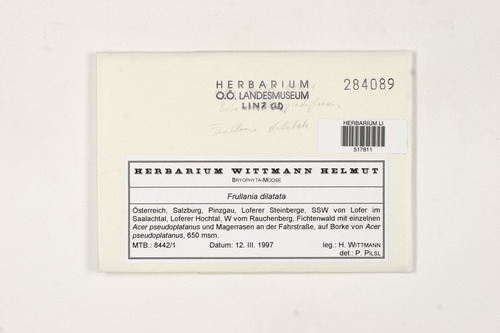 HERBARIUM
O.Ö. LANDESMUSEUM
LINZ (LI)
284089
Frullania dilatata
HERBARIUM LI
517811
HERBARIUM WITTMANN HELMUT
BRYOPHYTA-MOOSE
Frullania dilatata
Österreich, Salzburg, Pinzgau, Loferer Steinberge, SSW von Lofer im
Saalachtal, Loferer Hochtal, W vom Rauchenberg, Fichtenwald mit einzelnen
Acer pseudoplatanus und Magerrasen an der Fahrstraße, auf Borke von Acer
pseudoplatanus, 650 msm.
MTB.: 8442/1 Datum: 12. III. 1997 leg.: H. WITTMANN
det.: P. PILSL